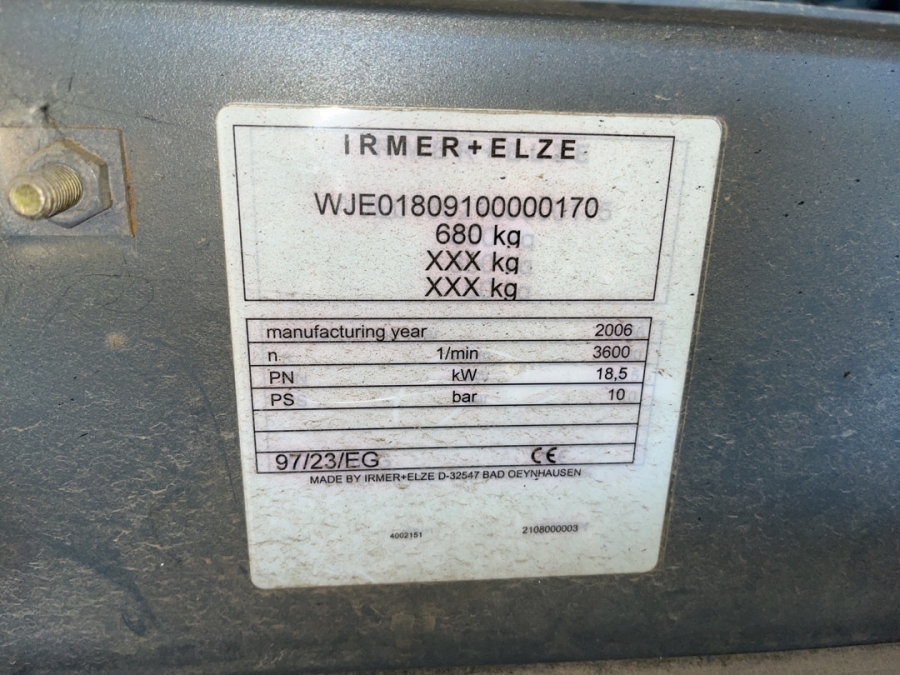 IRMER+ELZE
WJE01809100000170
680 kg
XXX kg
XXX kg
manufacturing year 2006
n 1/min 3600
PN kW 18,5
PS bar 10
97/23/EG CE
MADE BY IRMER+ELZE D-32547 BAD OEYNHAUSEN
4002151 2108000003